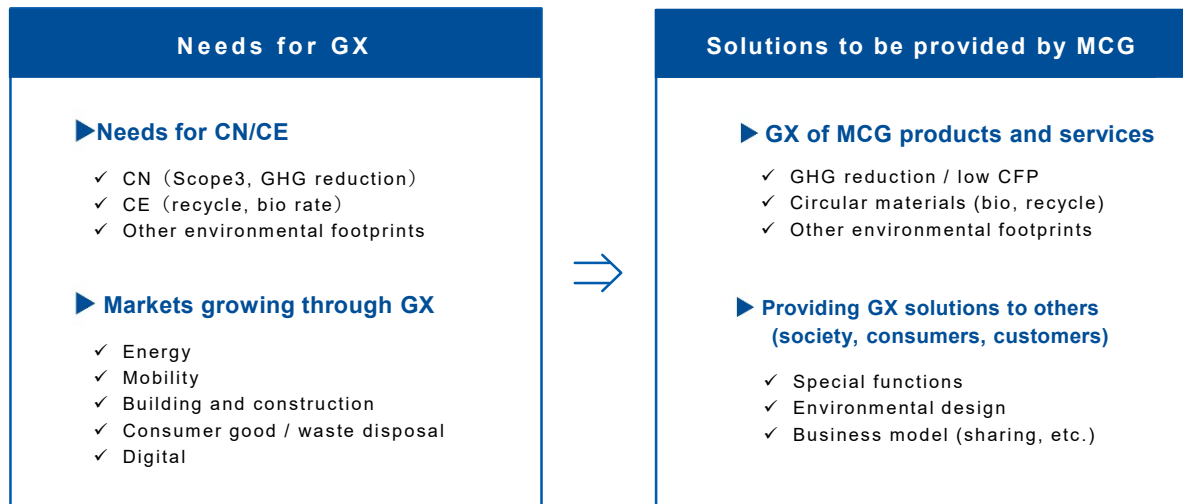 Needs for GX
▶Needs for CN/CE
✓ CN（Scope3, GHG reduction）
✓ CE（recycle, bio rate）
✓ Other environmental footprints
▶ Markets growing through GX
✓ Energy
✓ Mobility
✓ Building and construction
✓ Consumer good / waste disposal
✓ Digital
⇒
Solutions to be provided by MCG
▶ GX of MCG products and services
✓ GHG reduction / low CFP
✓ Circular materials (bio, recycle)
✓ Other environmental footprints
▶ Providing GX solutions to others
(society, consumers, customers)
✓ Special functions
✓ Environmental design
✓ Business model (sharing, etc.)